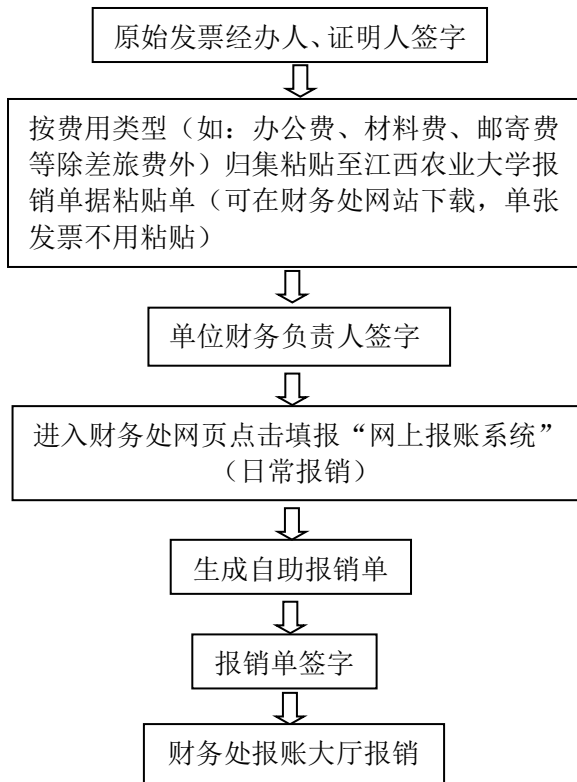 原始发票经办人、证明人签字
按费用类型（如：办公费、材料费、邮寄费
等除差旅费外）归集粘贴至江西农业大学报
销单据粘贴单（可在财务处网站下载，单张
发票不用粘贴）
单位财务负责人签字
进入财务处网页点击填报“网上报账系统”
（日常报销）
生成自助报销单
报销单签字
财务处报账大厅报销